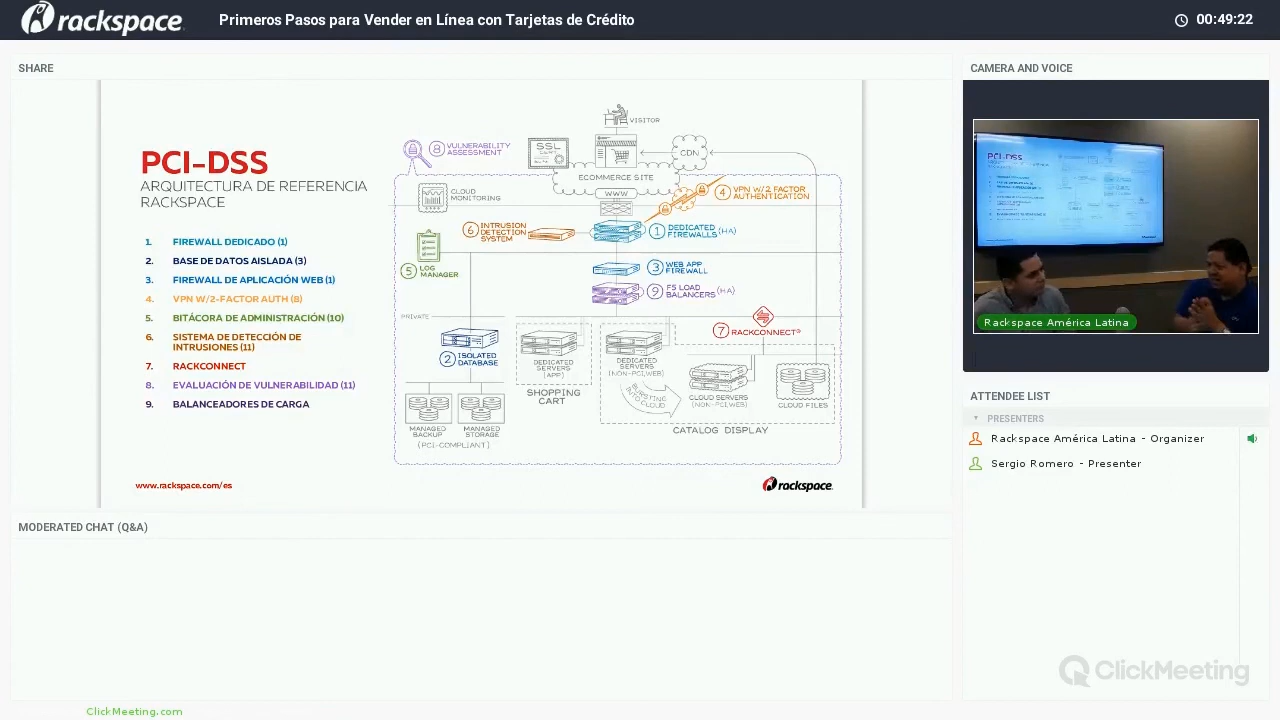 rackspace
Primeros Pasos para Vender en Línea con Tarjetas de Crédito
00:49:22
SHARE
CAMERA AND VOICE
PCI-DSS
ARQUITECTURA DE REFERENCIA
RACKSPACE
1. FIREWALL DEDICADO (1)
2. BASE DE DATOS AISLADA (3)
3. FIREWALL DE APLICACIÓN WEB (1)
4. VPN W/2-FACTOR AUTH (8)
5. BITÁCORA DE ADMINISTRACIÓN (10)
6. SISTEMA DE DETECCIÓN DE
INTRUSIONES (11)
7. RACKCONNECT
8. EVALUACIÓN DE VULNERABILIDAD (11)
9. BALANCEADORES DE CARGA
VISITOR
8 VULNERABILITY
ASSESSMENT
SSL
CDN
ECOMMERCE SITE
WWW
CLOUD
MONITORING
4 VPN W/2 FACTOR
AUTHENTICATION
6 INTRUSION
DETECTION
SYSTEM
1 DEDICATED
FIREWALLS (HA)
5 LOG
MANAGER
3 WEB APP
FIREWALL
9 F5 LOAD
BALANCERS (HA)
PRIVATE
7 RACKCONNECT®
2 ISOLATED
DATABASE
DEDICATED
SERVERS
(APP)
DEDICATED
SERVERS
(NON-PCI,WEB)
SHOPPING
CART
BURSTING
INTO CLOUD
CLOUD SERVERS
(NON-PCI,WEB)
CLOUD FILES
CATALOG DISPLAY
MANAGED
BACKUP
MANAGED
STORAGE
(PCI-COMPLIANT)
www.rackspace.com/es
rackspace.
PCI-DSS
Rackspace América Latina
ATTENDEE LIST
PRESENTERS
Rackspace América Latina - Organizer
Sergio Romero - Presenter
MODERATED CHAT (Q&A)
ClickMeeting
ClickMeeting.com